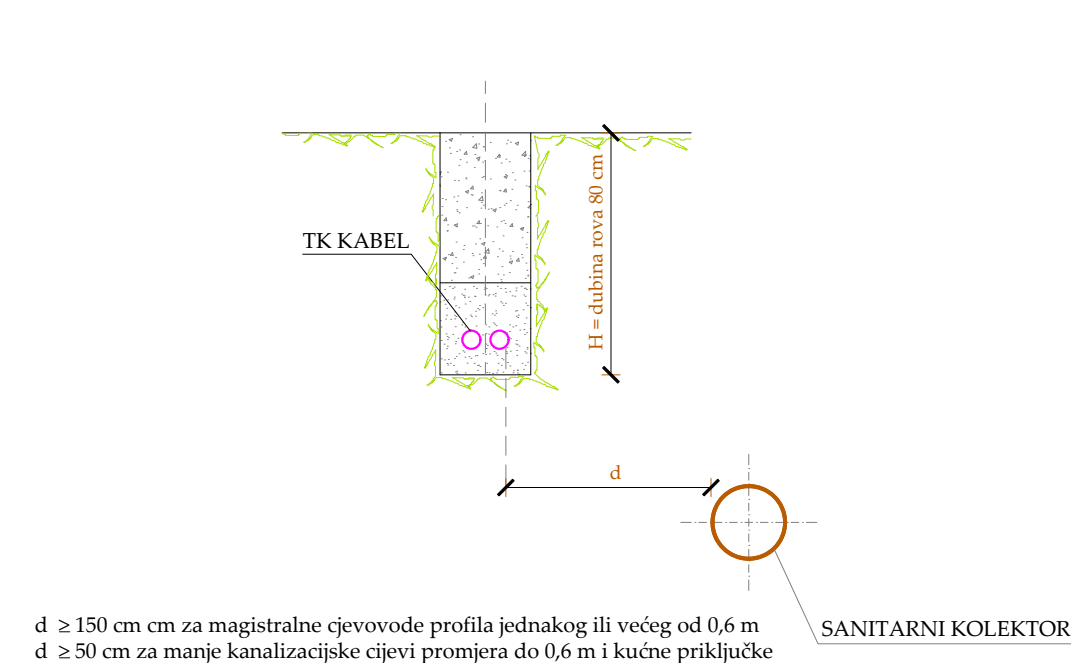 TK KABEL
H = dubina rova 80 cm
d
SANITARNI KOLEKTOR
d ≥ 150 cm cm za magistralne cjevovode profila jednakog ili većeg od 0,6 m
d ≥ 50 cm za manje kanalizacijske cijevi promjera do 0,6 m i kućne priključke